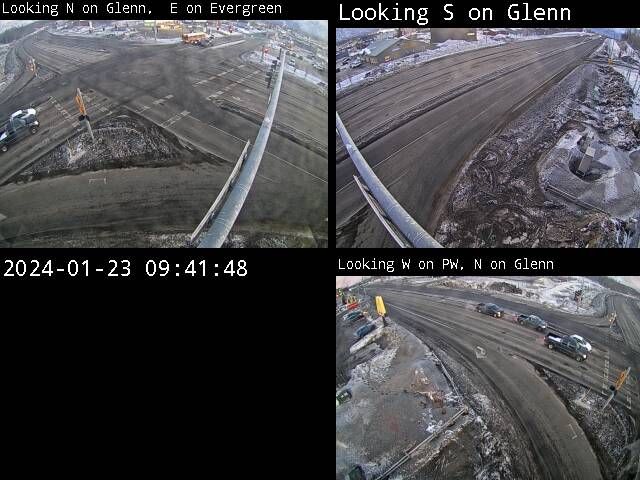 Looking N on Glenn,  E on Evergreen
Looking S on Glenn
2024-01-23 09:41:48
Looking W on PW, N on Glenn